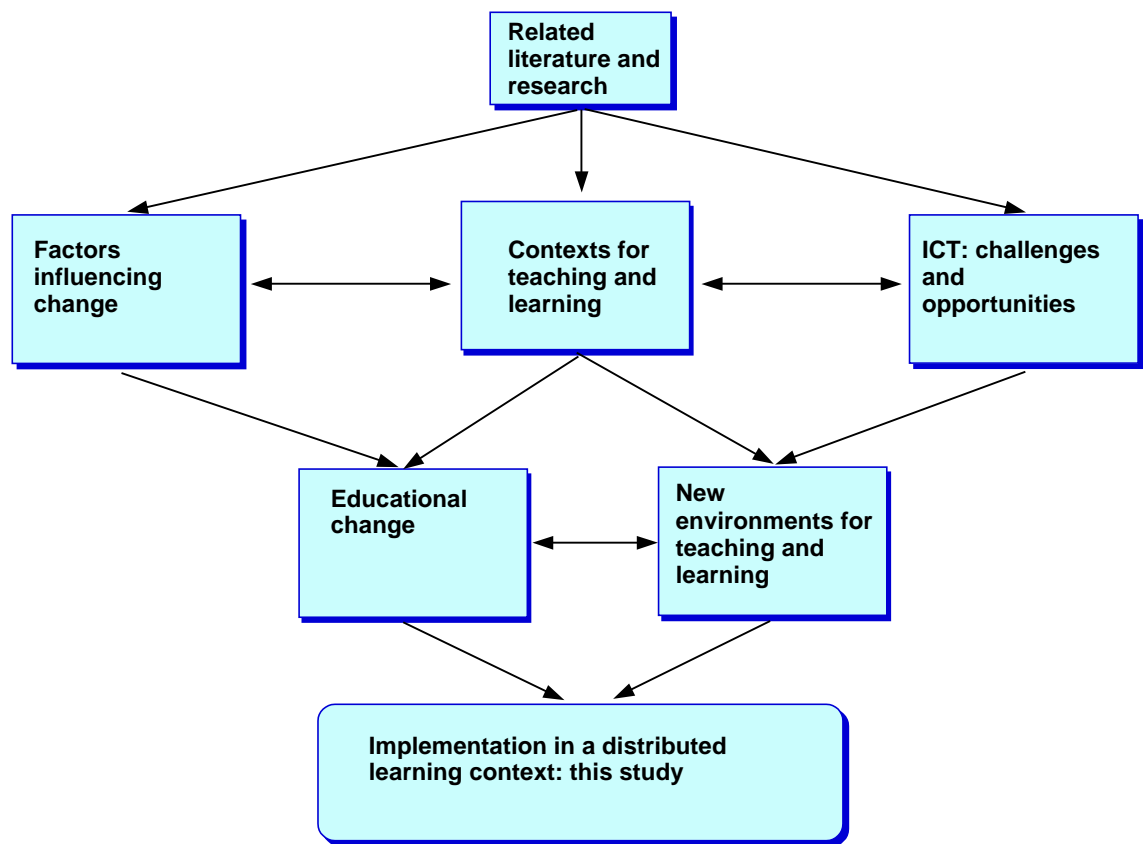 Related
literature and
research
Factors
influencing
change
Contexts for
teaching and
learning
ICT: challenges
and
opportunities
Educational
change
New
environments for
teaching and
learning
Implementation in a distributed
learning context: this study